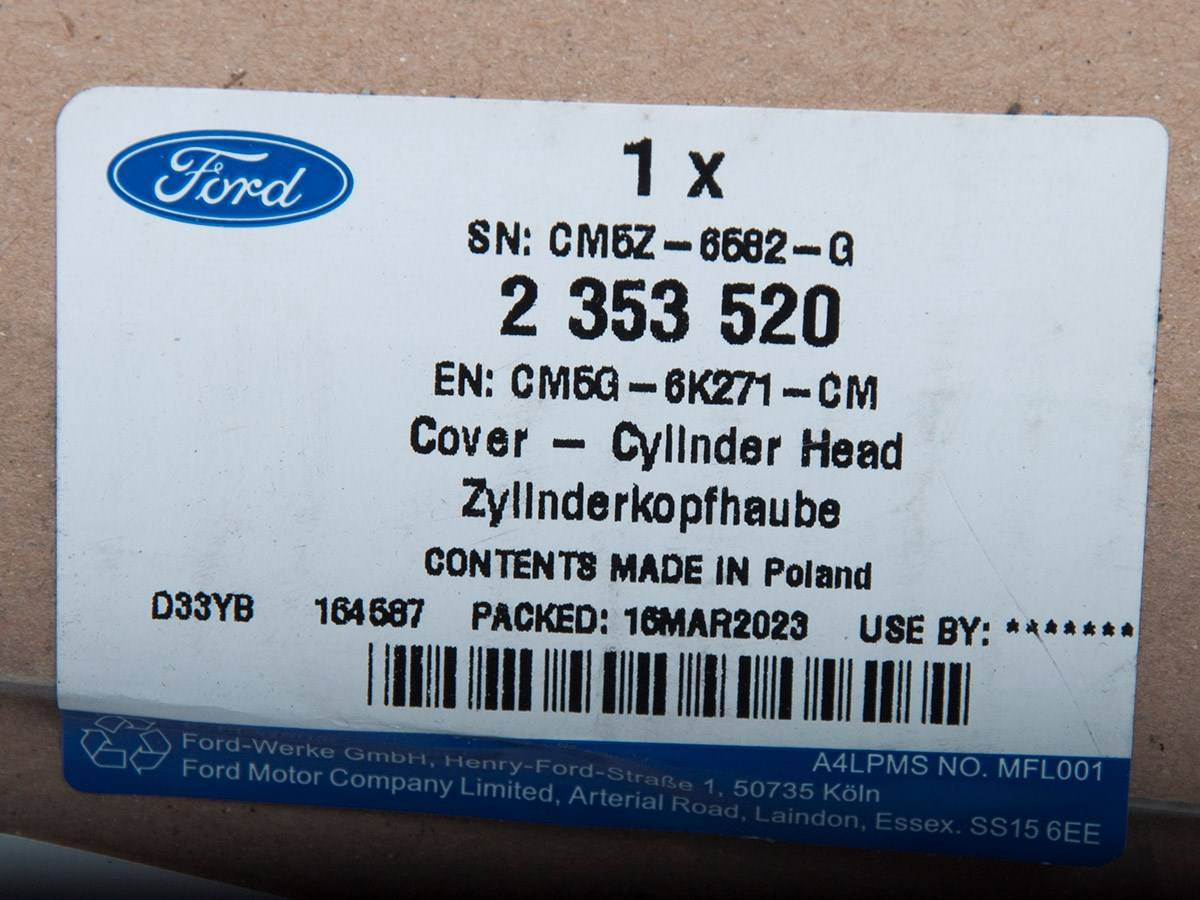 Ford
1 x
SN: CM5Z-6582-G
2 353 520
EN: CM5G-6K271-CM
Cover - Cylinder Head
Zylinderkopfhaube
CONTENTS MADE IN Poland
D33YB 164587 PACKED: 16MAR2023 USE BY: *******
A4LPMS NO. MFL001
Ford-Werke GmbH, Henry-Ford-Straße 1, 50735 Köln
Ford Motor Company Limited, Arterial Road, Laindon, Essex. SS15 6EE